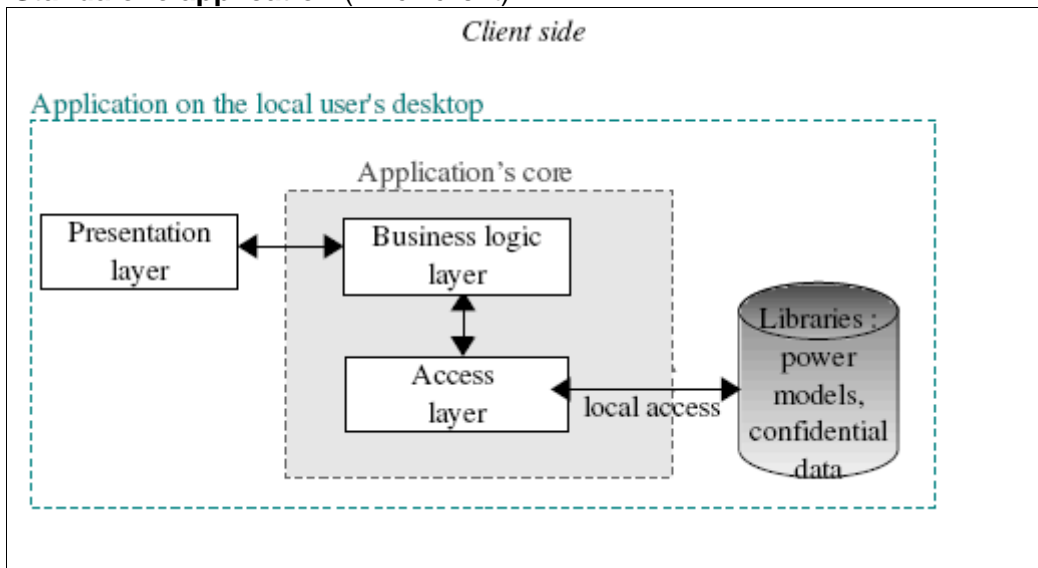 Client side
Application on the local user's desktop
Application's core
Presentation
layer
Business logic
layer
Access
layer
local access
Libraries :
power
models,
confidential
data